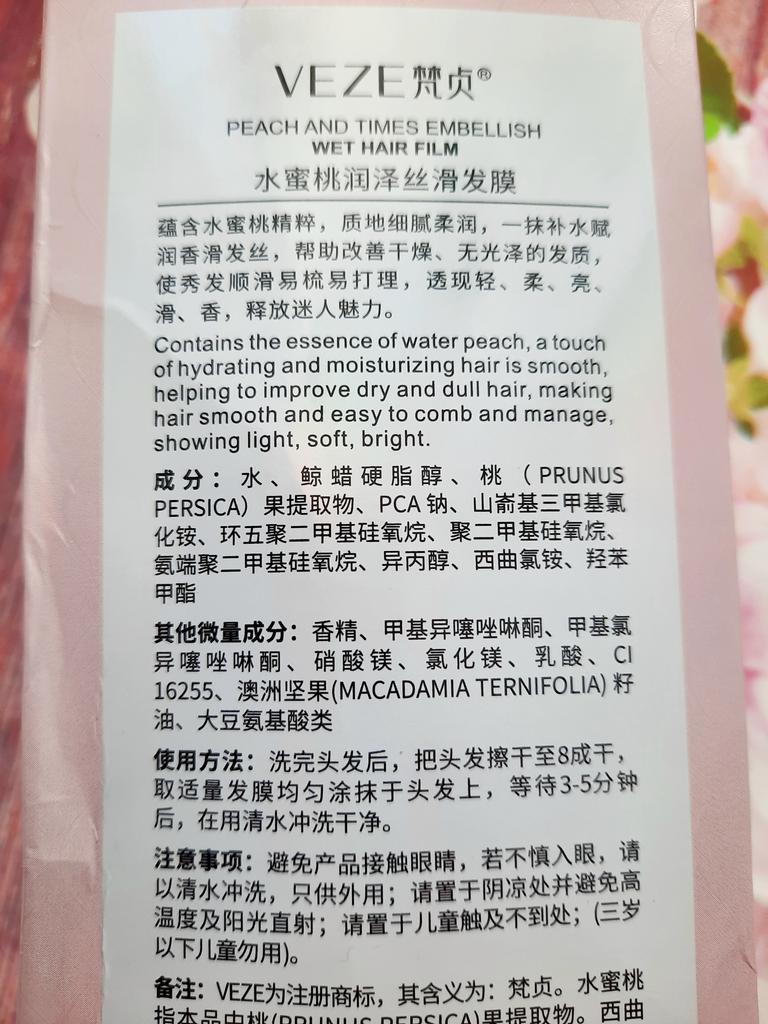 VEZE梵贞®
PEACH AND TIMES EMBELLISH
WET HAIR FILM
水蜜桃润泽丝滑发膜
蕴含水蜜桃精粹，质地细腻柔润，一抹补水赋
润香滑发丝，帮助改善干燥、无光泽的发质，
使秀发顺滑易梳易打理，透现轻、柔、亮、
滑、香，释放迷人魅力。
Contains the essence of water peach, a touch
of hydrating and moisturizing hair is smooth,
helping to improve dry and dull hair, making
hair smooth and easy to comb and manage,
showing light, soft, bright.
成分：水、鲸蜡硬脂醇、桃（PRUNUS
PERSICA）果提取物、PCA 钠、山嵛基三甲基氯
化铵、环五聚二甲基硅氧烷、聚二甲基硅氧烷、
氨端聚二甲基硅氧烷、异丙醇、西曲氯铵、羟苯
甲酯
其他微量成分：香精、甲基异噻唑啉酮、甲基氯
异噻唑啉酮、硝酸镁、氯化镁、乳酸、CI
16255、澳洲坚果(MACADAMIA TERNIFOLIA) 籽
油、大豆氨基酸类
使用方法：洗完头发后，把头发擦干至8成干，
取适量发膜均匀涂抹于头发上，等待3-5分钟
后，在用清水冲洗干净。
注意事项：避免产品接触眼睛，若不慎入眼，请
以清水冲洗，只供外用；请置于阴凉处并避免高
温度及阳光直射；请置于儿童触及不到处；(三岁
以下儿童勿用)。
备注：VEZE为注册商标，其含义为：梵贞。水蜜桃
指本品中桃(PRUNUS PERSICA)果提取物。西曲